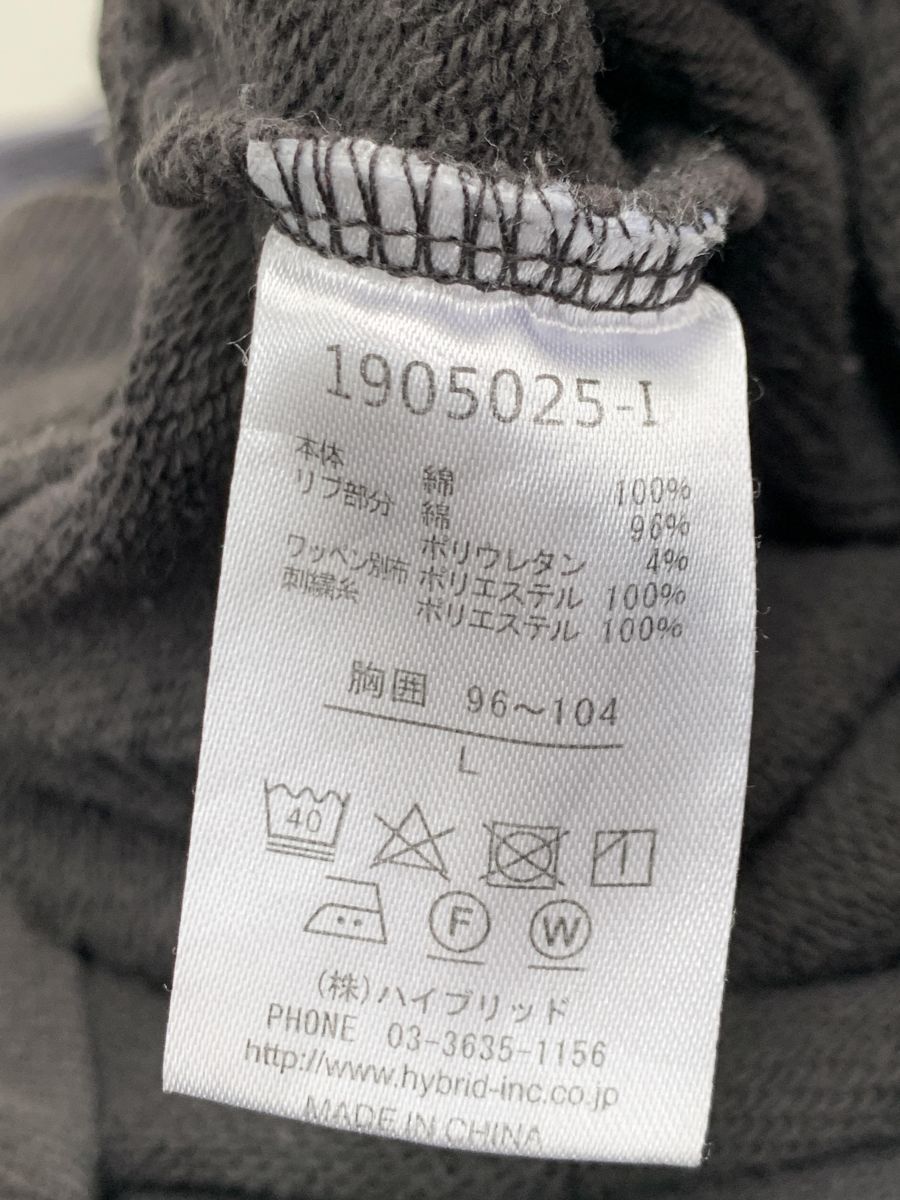 1905025-I
本体 綿 100%
リブ部分 綿 96%
ポリウレタン 4%
ワッペン別布 ポリエステル 100%
刺繍糸 ポリエステル 100%
胸囲 96〜104
L
40
F W
(株)ハイブリッド
PHONE 03-3635-1156
http://www.hybrid-inc.co.jp
MADE IN CHINA